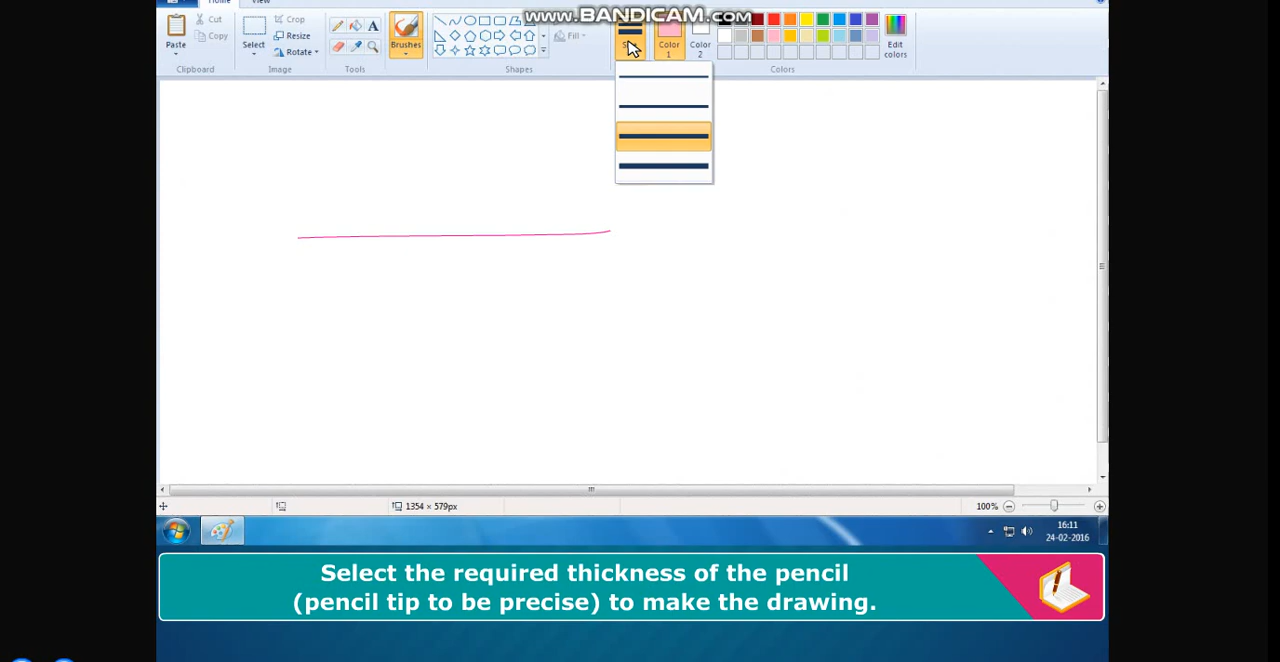 Home
View
WWW.BANDICAM.COM
Paste
Cut
Copy
Clipboard
Select
Crop
Resize
Rotate
Image
Tools
Brushes
Shapes
Fill
Color 1
Color 2
Edit colors
Colors
1354 × 579px
100%
16:11
24-02-2016
Select the required thickness of the pencil
(pencil tip to be precise) to make the drawing.